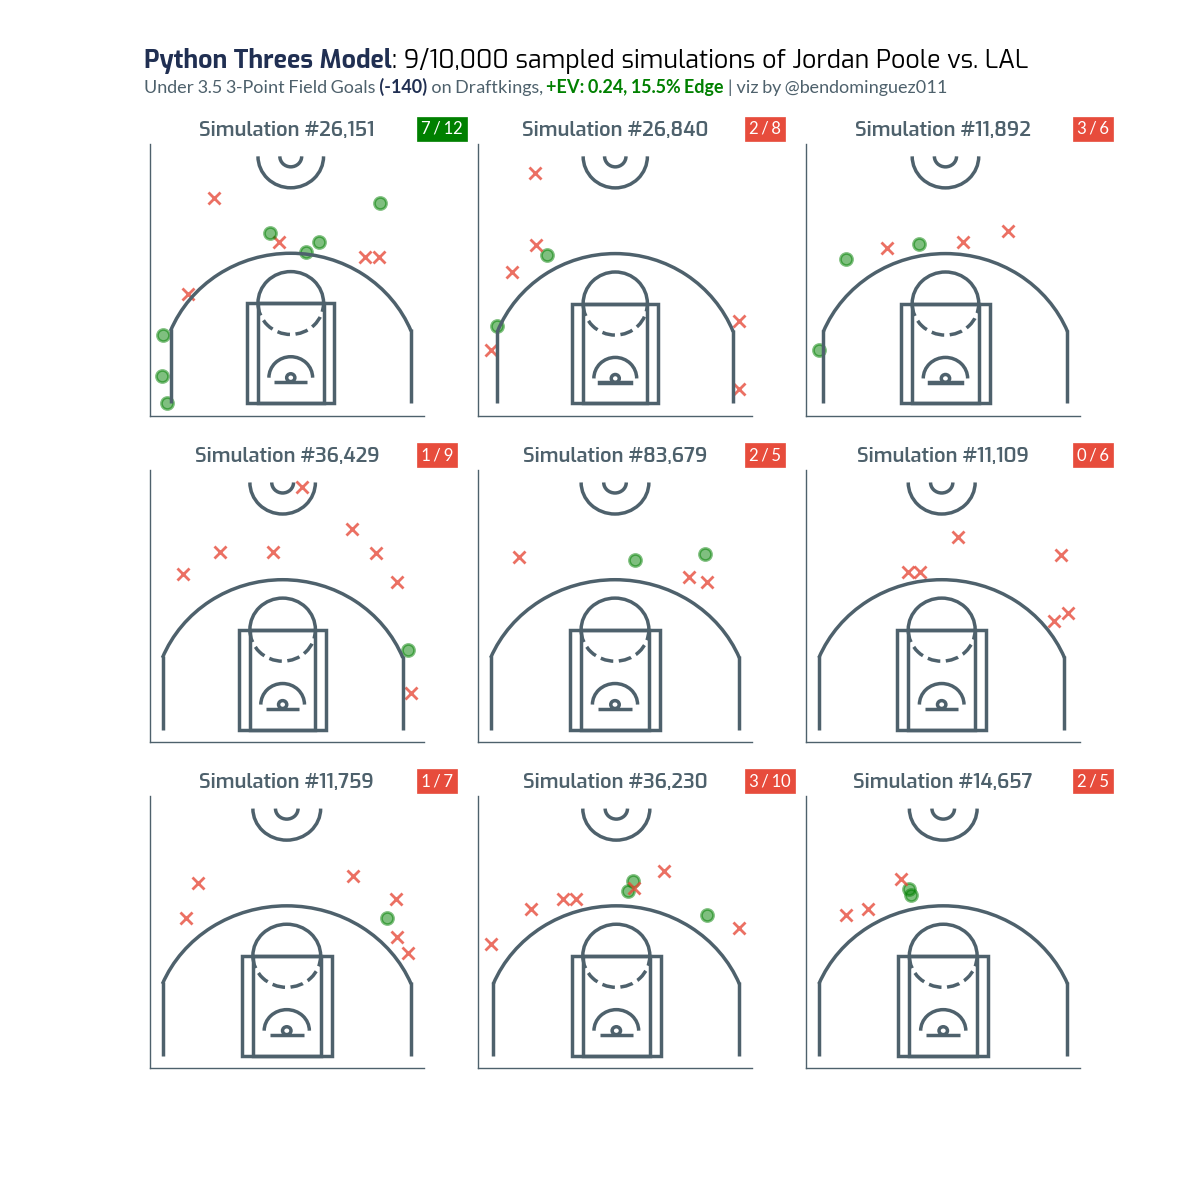 Python Threes Model: 9/10,000 sampled simulations of Jordan Poole vs. LAL
Under 3.5 3-Point Field Goals (-140) on Draftkings, +EV: 0.24, 15.5% Edge | viz by @bendominguez011
Simulation #26,151 7 / 12
Simulation #26,840 2 / 8
Simulation #11,892 3 / 6
Simulation #36,429 1 / 9
Simulation #83,679 2 / 5
Simulation #11,109 0 / 6
Simulation #11,759 1 / 7
Simulation #36,230 3 / 10
Simulation #14,657 2 / 5